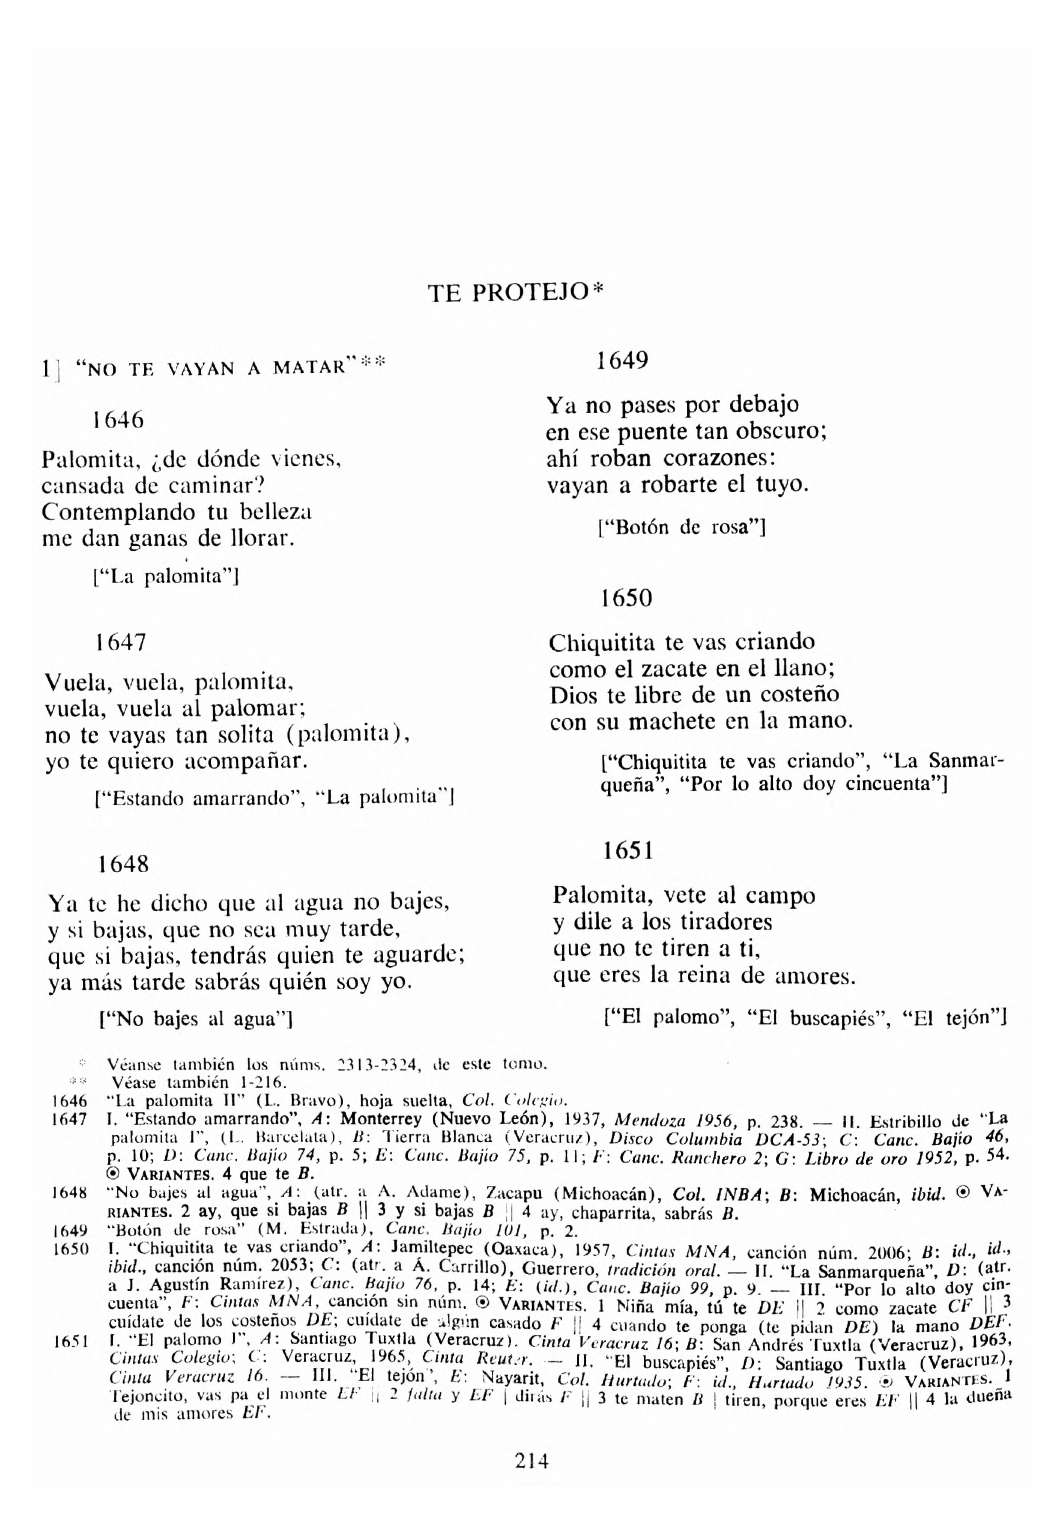 TE PROTEJO*
1] “NO TE VAYAN A MATAR”**
1646
Palomita, ¿de dónde vienes,
cansada de caminar?
Contemplando tu belleza
me dan ganas de llorar.
[“La palomita”]
1647
Vuela, vuela, palomita,
vuela, vuela al palomar;
no te vayas tan solita (palomita),
yo te quiero acompañar.
[“Estando amarrando”, “La palomita”]
1648
Ya te he dicho que al agua no bajes,
y si bajas, que no sea muy tarde,
que si bajas, tendrás quien te aguarde;
ya más tarde sabrás quién soy yo.
[“No bajes al agua”]
1649
Ya no pases por debajo
en ese puente tan obscuro;
ahí roban corazones:
vayan a robarte el tuyo.
[“Botón de rosa”]
1650
Chiquitita te vas criando
como el zacate en el llano;
Dios te libre de un costeño
con su machete en la mano.
[“Chiquitita te vas criando”, “La Sanmar-
queña”, “Por lo alto doy cincuenta”]
1651
Palomita, vete al campo
y dile a los tiradores
que no te tiren a ti,
que eres la reina de amores.
[“El palomo”, “El buscapiés”, “El tejón”]
* Véanse también los núms. 2313-2324, de este tomo.
** Véase también 1-216.
1646 “La palomita II” (L. Bravo), hoja suelta, Col. Colegio.
1647 I. “Estando amarrando”, A: Monterrey (Nuevo León), 1937, Mendoza 1956, p. 238. — II. Estribillo de “La
palomita I”, (L. Barcelata), B: Tierra Blanca (Veracruz), Disco Columbia DCA-53; C: Canc. Bajío 46,
p. 10; D: Canc. Bajío 74, p. 5; E: Canc. Bajío 75, p. 11; F: Canc. Ranchero 2; G: Libro de oro 1952, p. 54.
⦿ VARIANTES. 4 que te B.
1648 “No bajes al agua”, A: (atr. a A. Adame), Zacapu (Michoacán), Col. INBA; B: Michoacán, ibid. ⦿ VA-
RIANTES. 2 ay, que si bajas B || 3 y si bajas B || 4 ay, chaparrita, sabrás B.
1649 “Botón de rosa” (M. Estrada), Canc. Bajío 101, p. 2.
1650 I. “Chiquitita te vas criando”, A: Jamiltepec (Oaxaca), 1957, Cintas MNA, canción núm. 2006; B: id., id.,
ibid., canción núm. 2053; C: (atr. a Á. Carrillo), Guerrero, tradición oral. — II. “La Sanmarqueña”, D: (atr.
a J. Agustín Ramírez), Canc. Bajío 76, p. 14; E: (id.), Canc. Bajío 99, p. 9. — III. “Por lo alto doy cin-
cuenta”, F: Cintas MNA, canción sin núm. ⦿ VARIANTES. 1 Niña mía, tú te DE || 2 como zacate CF || 3
cuídate de los costeños DE; cuídate de algún casado F || 4 cuando te ponga (te pidan DE) la mano DEF.
1651 I. “El palomo I”, A: Santiago Tuxtla (Veracruz). Cinta Veracruz 16; B: San Andrés Tuxtla (Veracruz), 1963,
Cintas Colegio; C: Veracruz, 1965, Cinta Reuter. — II. “El buscapiés”, D: Santiago Tuxtla (Veracruz),
Cinta Veracruz 16. — III. “El tejón”, E: Nayarit, Col. Hurtado; F: id., Hurtado 1935. ⦿ VARIANTES. 1
Tejoncito, vas pa el monte EF || 2 falta y EF | dirás F || 3 te maten B | tiren, porque eres EF || 4 la dueña
de mis amores EF.
214